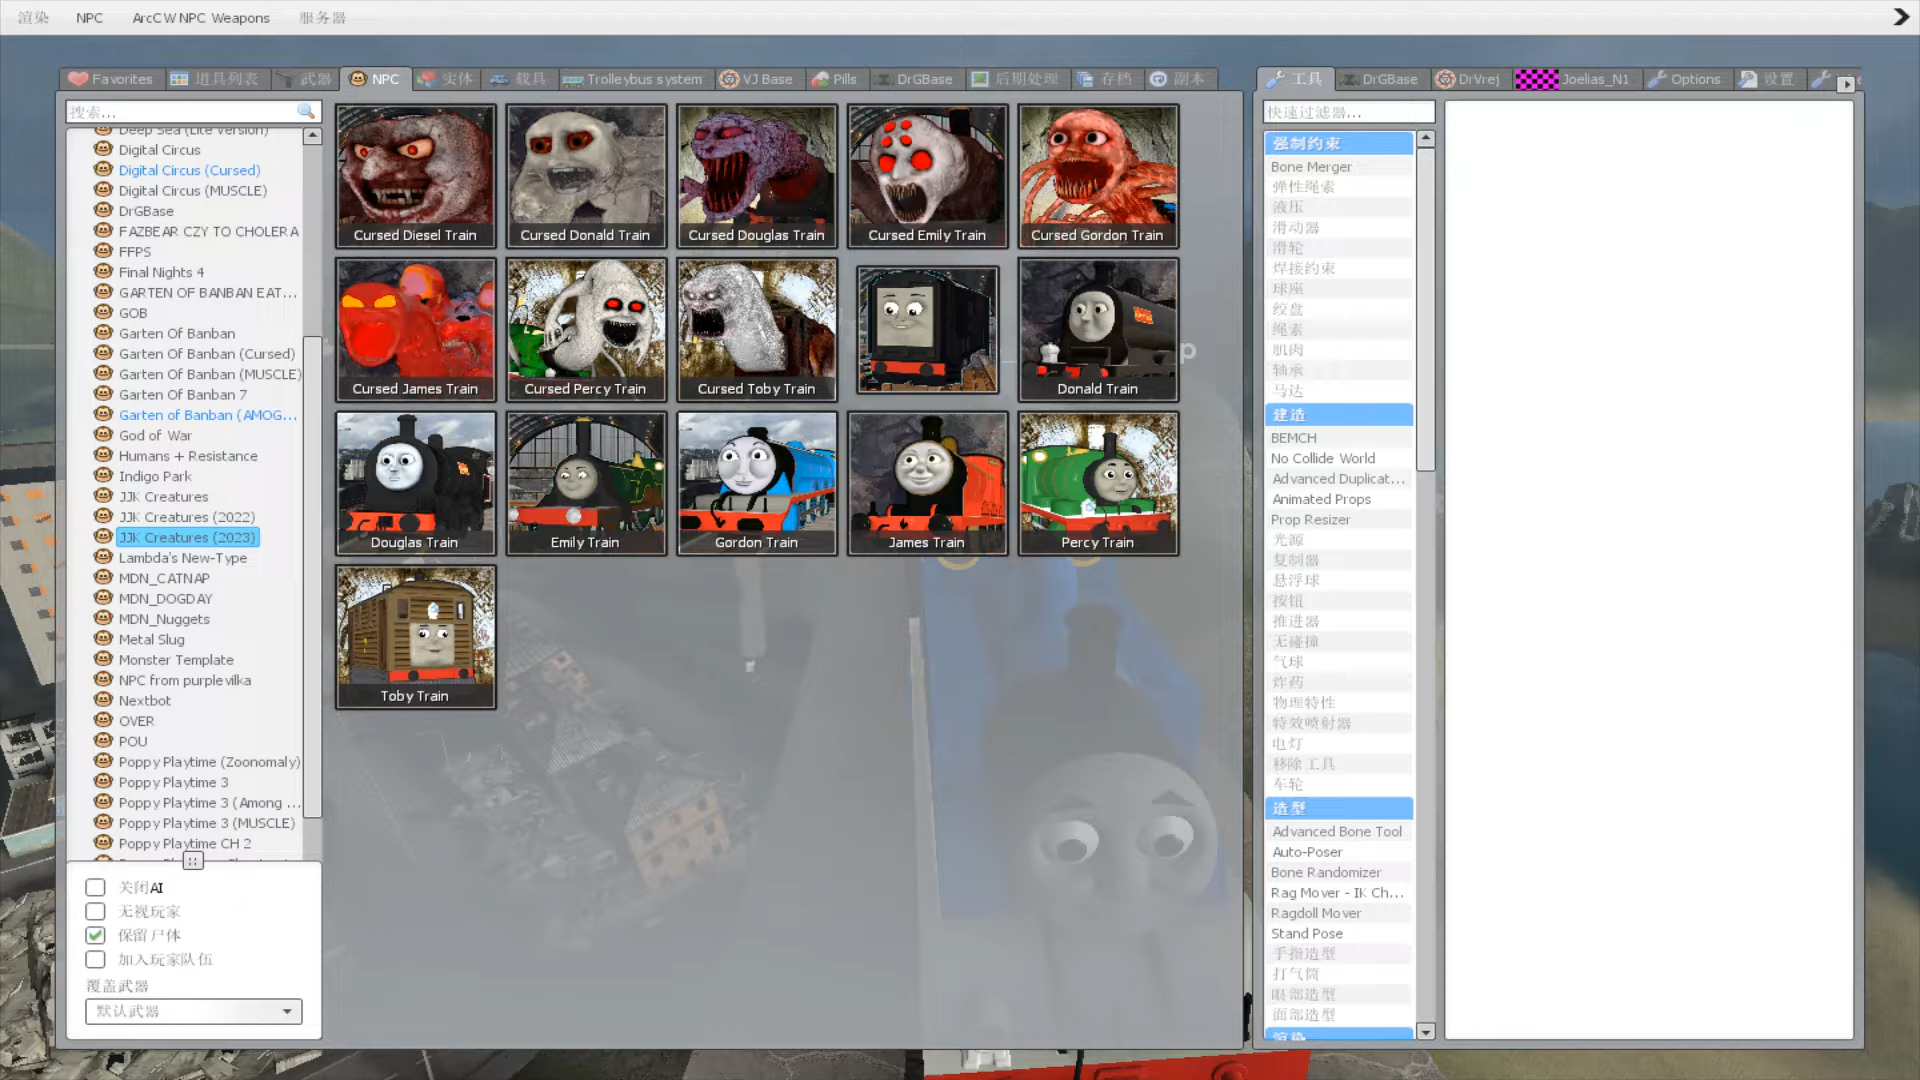 渲染 NPC ArcCW NPC Weapons 服务器
Favorites 道具列表 武器 NPC 实体 载具 Trolleybus system VJ Base Pills DrGBase 后期处理 存档 副本
搜索...
Deep Sea (Lite Version)
Digital Circus
Digital Circus (Cursed)
Digital Circus (MUSCLE)
DrGBase
FAZBEAR CZY TO CHOLERA
FFPS
Final Nights 4
GARTEN OF BANBAN EAT...
GOB
Garten Of Banban
Garten Of Banban (Cursed)
Garten Of Banban (MUSCLE)
Garten Of Banban 7
Garten of Banban (AMOG...
God of War
Humans + Resistance
Indigo Park
JJK Creatures
JJK Creatures (2022)
JJK Creatures (2023)
Lambda's New-Type
MDN_CATNAP
MDN_DOGDAY
MDN_Nuggets
Metal Slug
Monster Template
NPC from purplevilka
Nextbot
OVER
POU
Poppy Playtime (Zoonomaly)
Poppy Playtime 3
Poppy Playtime 3 (Among ...
Poppy Playtime 3 (MUSCLE)
Poppy Playtime CH 2
关闭AI
无视玩家
保留尸体
加入玩家队伍
覆盖武器
默认武器
Cursed Diesel Train
Cursed Donald Train
Cursed Douglas Train
Cursed Emily Train
Cursed Gordon Train
Cursed James Train
Cursed Percy Train
Cursed Toby Train
Donald Train
Douglas Train
Emily Train
Gordon Train
James Train
Percy Train
Toby Train
工具 DrGBase DrVrej Joelias_N1 Options 设置
快速过滤器...
强制约束
Bone Merger
弹性绳索
液压
滑动器
滑轮
焊接约束
球座
绞盘
绳索
肌肉
轴承
马达
建造
BEMCH
No Collide World
Advanced Duplicat...
Animated Props
Prop Resizer
光源
复制器
悬浮球
按钮
推进器
无碰撞
气球
炸药
物理特性
特效喷射器
电灯
移除工具
车轮
造型
Advanced Bone Tool
Auto-Poser
Bone Randomizer
Rag Mover - IK Ch...
Ragdoll Mover
Stand Pose
手指造型
打气筒
眼部造型
面部造型
渲染